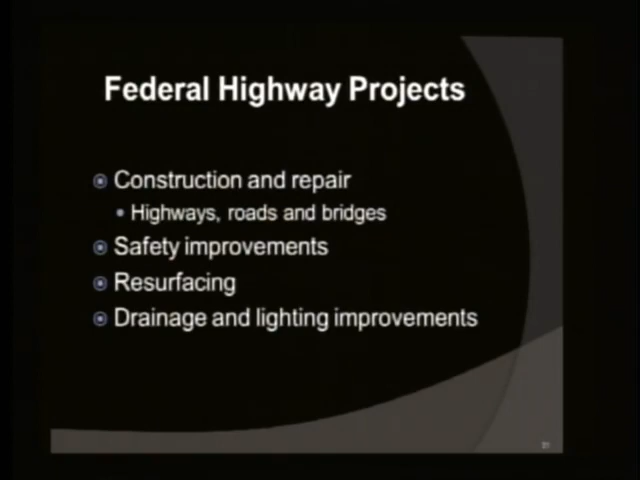 Federal Highway Projects
Construction and repair
Highways, roads and bridges
Safety improvements
Resurfacing
Drainage and lighting improvements